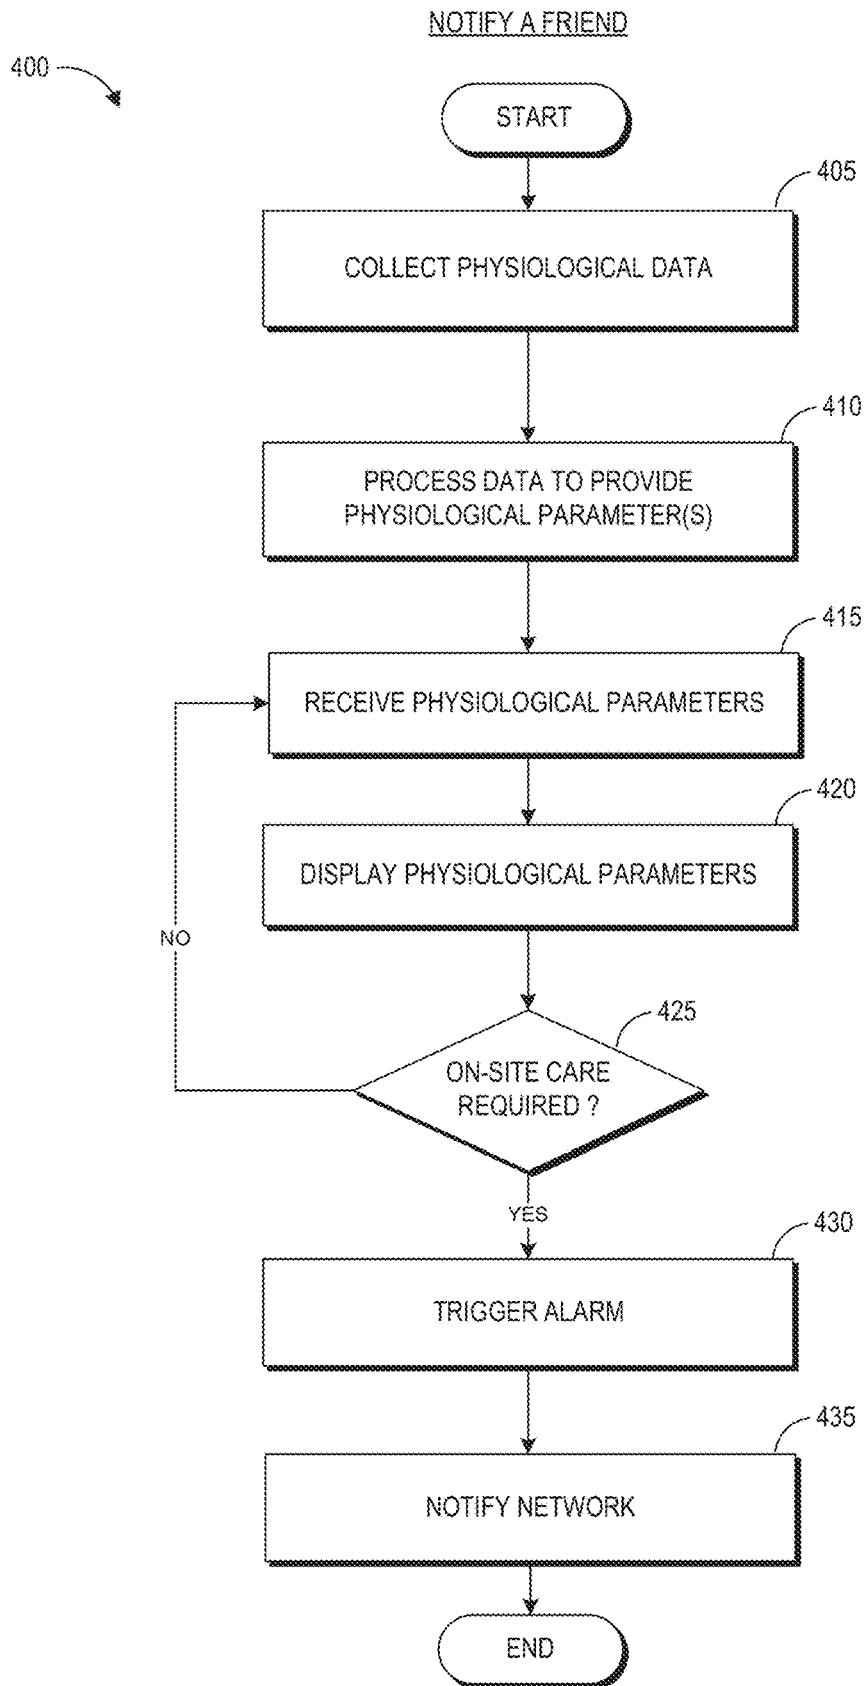 NOTIFY A FRIEND
400
START
405
COLLECT PHYSIOLOGICAL DATA
410
PROCESS DATA TO PROVIDE
PHYSIOLOGICAL PARAMETER(S)
415
RECEIVE PHYSIOLOGICAL PARAMETERS
420
DISPLAY PHYSIOLOGICAL PARAMETERS
NO
425
ON-SITE CARE
REQUIRED ?
YES
430
TRIGGER ALARM
435
NOTIFY NETWORK
END